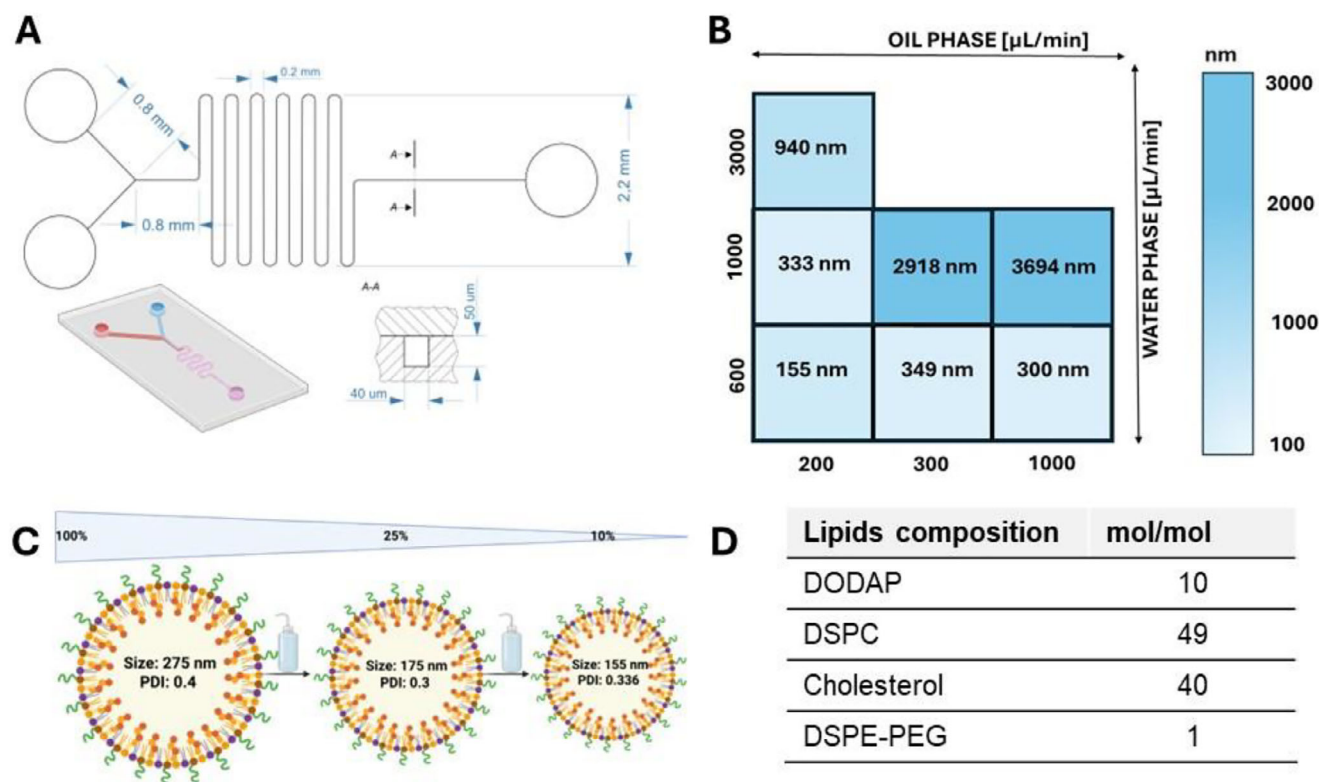 A
0.2 mm
0.8 mm
0.8 mm
A
A
2,2 mm
A-A
50 um
40 um
B
OIL PHASE [µL/min]
WATER PHASE [µL/min]
nm
3000
2000
1000
100
3000
940 nm
1000
333 nm
2918 nm
3694 nm
600
155 nm
349 nm
300 nm
200
300
1000
C
100%
25%
10%
Size: 275 nm
PDI: 0.4
Size: 175 nm
PDI: 0.3
Size: 155 nm
PDI: 0.336
D
Lipids composition mol/mol
DODAP 10
DSPC 49
Cholesterol 40
DSPE-PEG 1